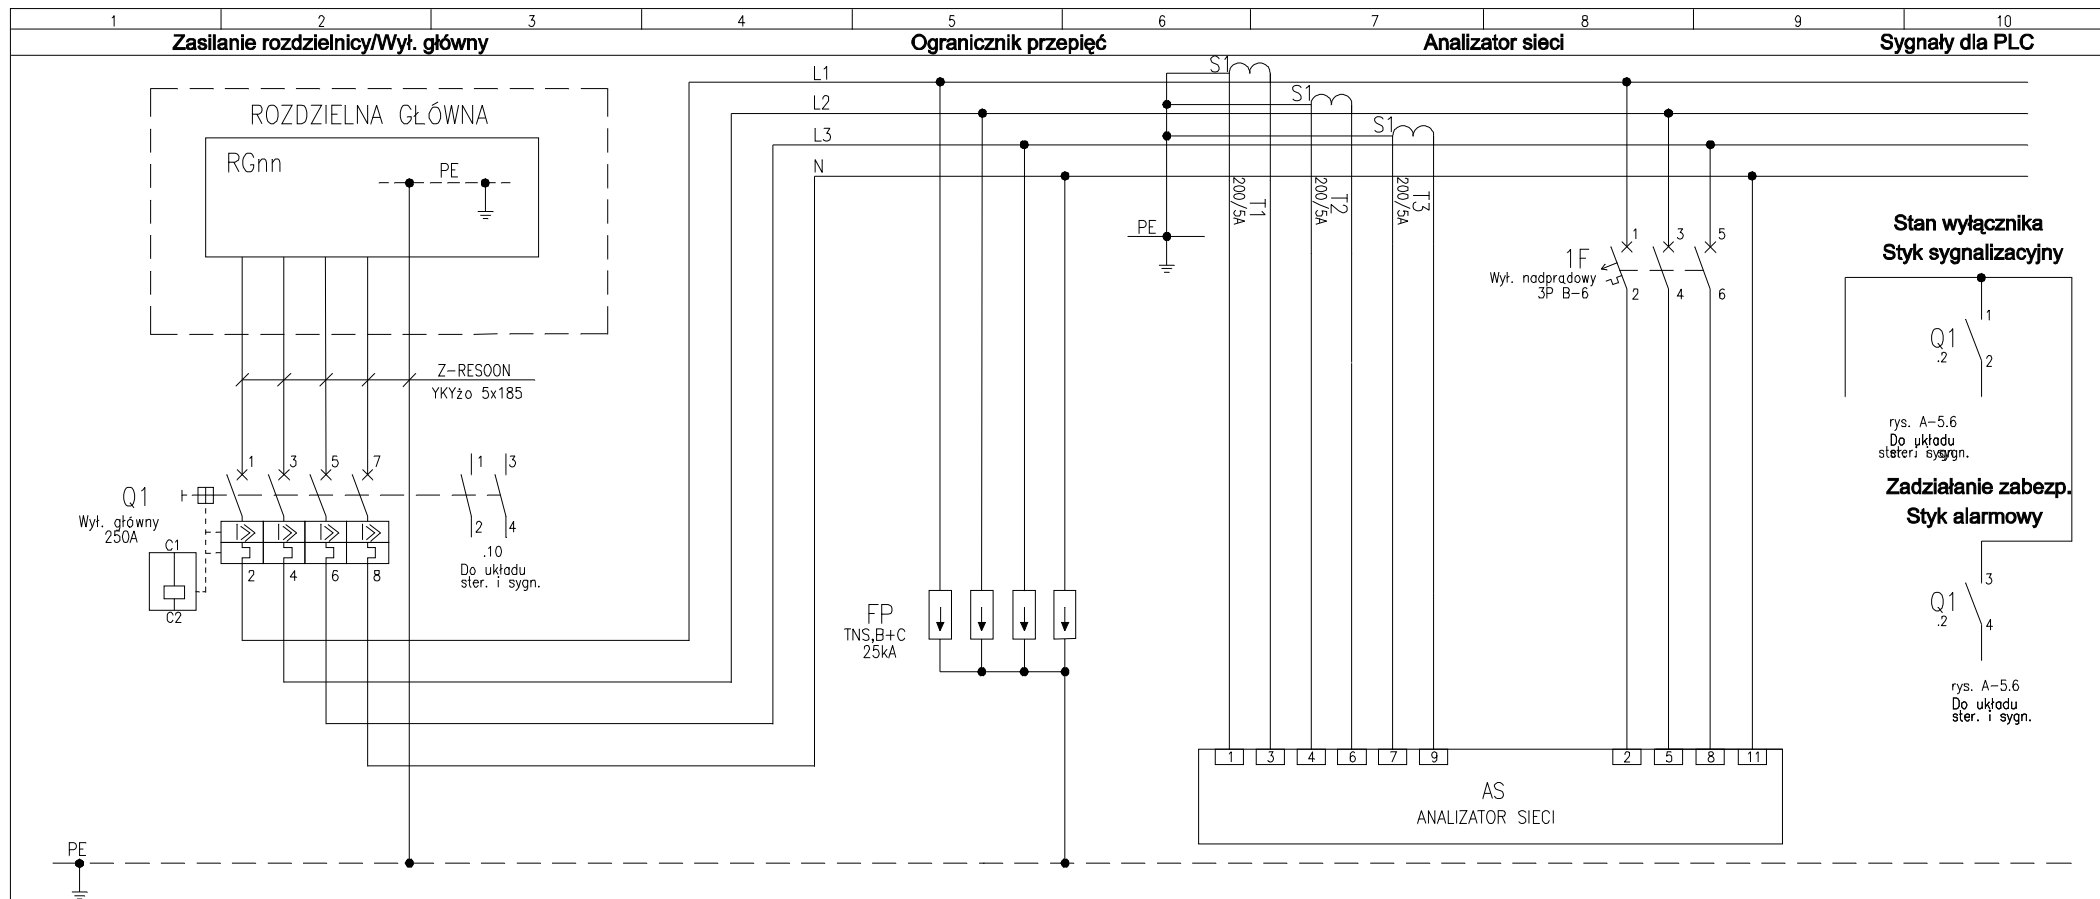 1 2 3 4 5 6 7 8 9 10
Zasilanie rozdzielnicy/Wył. główny
Ogranicznik przepięć
Analizator sieci
Sygnały dla PLC
ROZDZIELNA GŁÓWNA
RGnn
PE
Z-RESOON
YKYżo 5x185
1 3 5 7
Q1
Wył. główny
250A
C1
C2
2 4 6 8
1 3
2 4
.10
Do układu
ster. i sygn.
PE
L1
L2
L3
N
FP
TNS,B+C
25kA
S1
S1
S1
T1
200/5A
T2
200/5A
T3
200/5A
PE
1F
Wył. nadprądowy
3P B-6
1 3 5
2 4 6
1 3 4 6 7 9 2 5 8 11
AS
ANALIZATOR SIECI
Stan wyłącznika
Styk sygnalizacyjny
Q1
.2
1
2
rys. A-5.6
Do układu
ster. i sygn.
Zadziałanie zabezp.
Styk alarmowy
Q1
.2
3
4
rys. A-5.6
Do układu
ster. i sygn.